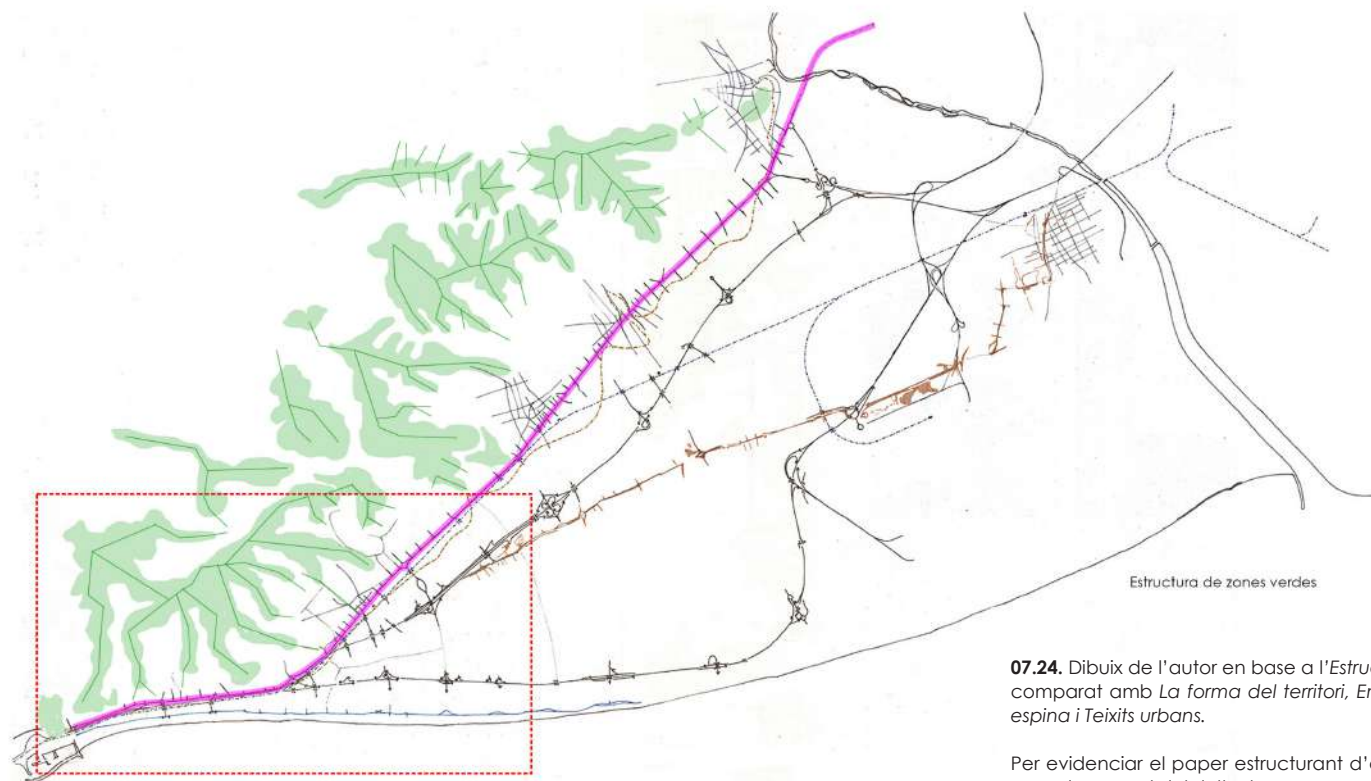 Estructura de zones verdes
07.24. Dibuix de l'autor en base a l'Estru
comparat amb La forma del territori, Er
espina i Teixits urbans.
Per evidenciar el paper estructurant d'